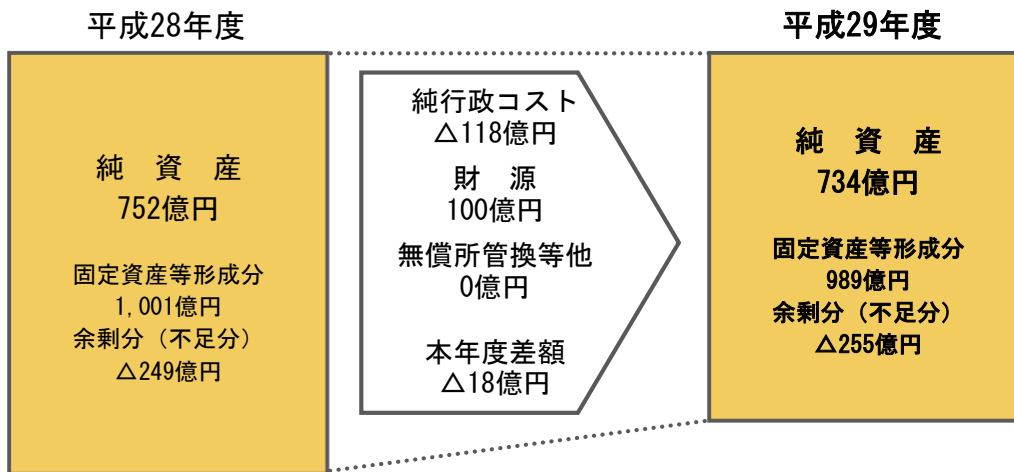 平成28年度
純　資　産
752億円
固定資産等形成分
1,001億円
余剰分（不足分）
△249億円
純行政コスト
△118億円
財　源
100億円
無償所管換等他
0億円
本年度差額
△18億円
平成29年度
純　資　産
734億円
固定資産等形成分
989億円
余剰分（不足分）
△255億円